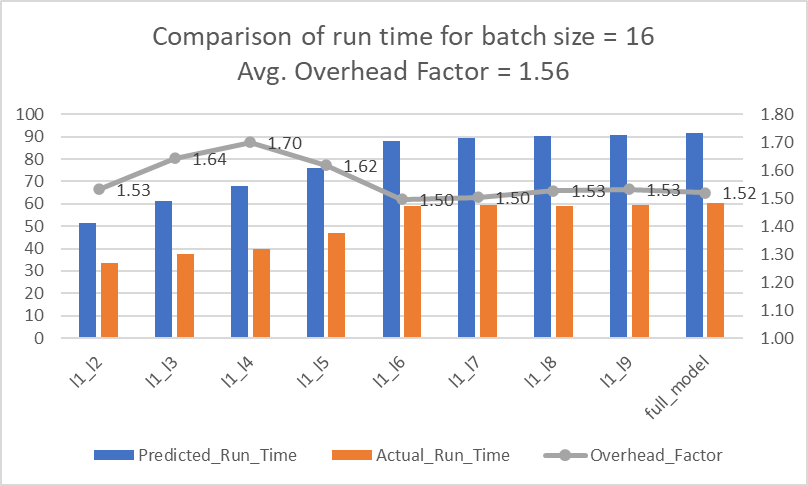 Comparison of run time for batch size = 16
Avg. Overhead Factor = 1.56
100
90
80
70
60
50
40
30
20
10
0
1.80
1.70
1.60
1.50
1.40
1.30
1.20
1.10
1.00
1.53
1.64
1.70
1.62
1.50
1.50
1.53
1.53
1.52
l1_l2
l1_l3
l1_l4
l1_l5
l1_l6
l1_l7
l1_l8
l1_l9
full_model
Predicted_Run_Time Actual_Run_Time Overhead_Factor